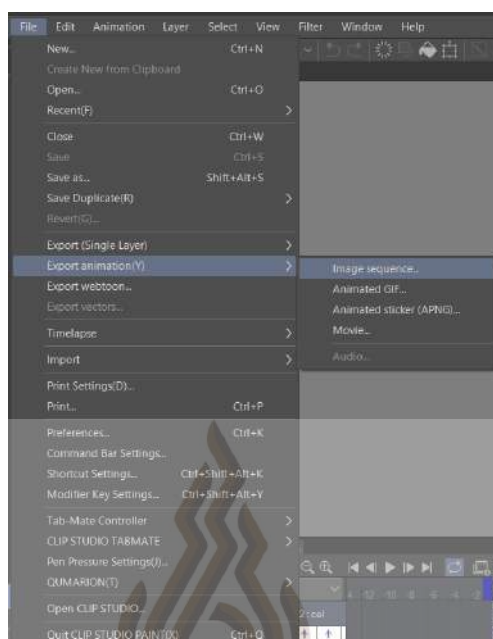 File Edit Animation Layer Select View Filter Window Help
New... Ctrl+N
Create New from Clipboard
Open... Ctrl+O
Recent(F)
Close Ctrl+W
Save Ctrl+S
Save as... Shift+Alt+S
Save Duplicate(R)
Revert(G)...
Export (Single Layer)
Export animation(Y) Image sequence...
Export webtoon... Animated GIF...
Export vectors... Animated sticker (APNG)...
Timelapse Movie...
Import Audio...
Print Settings(D)...
Print... Ctrl+P
Preferences... Ctrl+K
Command Bar Settings...
Shortcut Settings... Ctrl+Shift+Alt+K
Modifier Key Settings... Ctrl+Shift+Alt+Y
Tab-Mate Controller
CLIP STUDIO TABMATE
Pen Pressure Settings(J)...
QUMARION(T)
Open CLIP STUDIO...
Quit CLIP STUDIO PAINT(X) Ctrl+Q